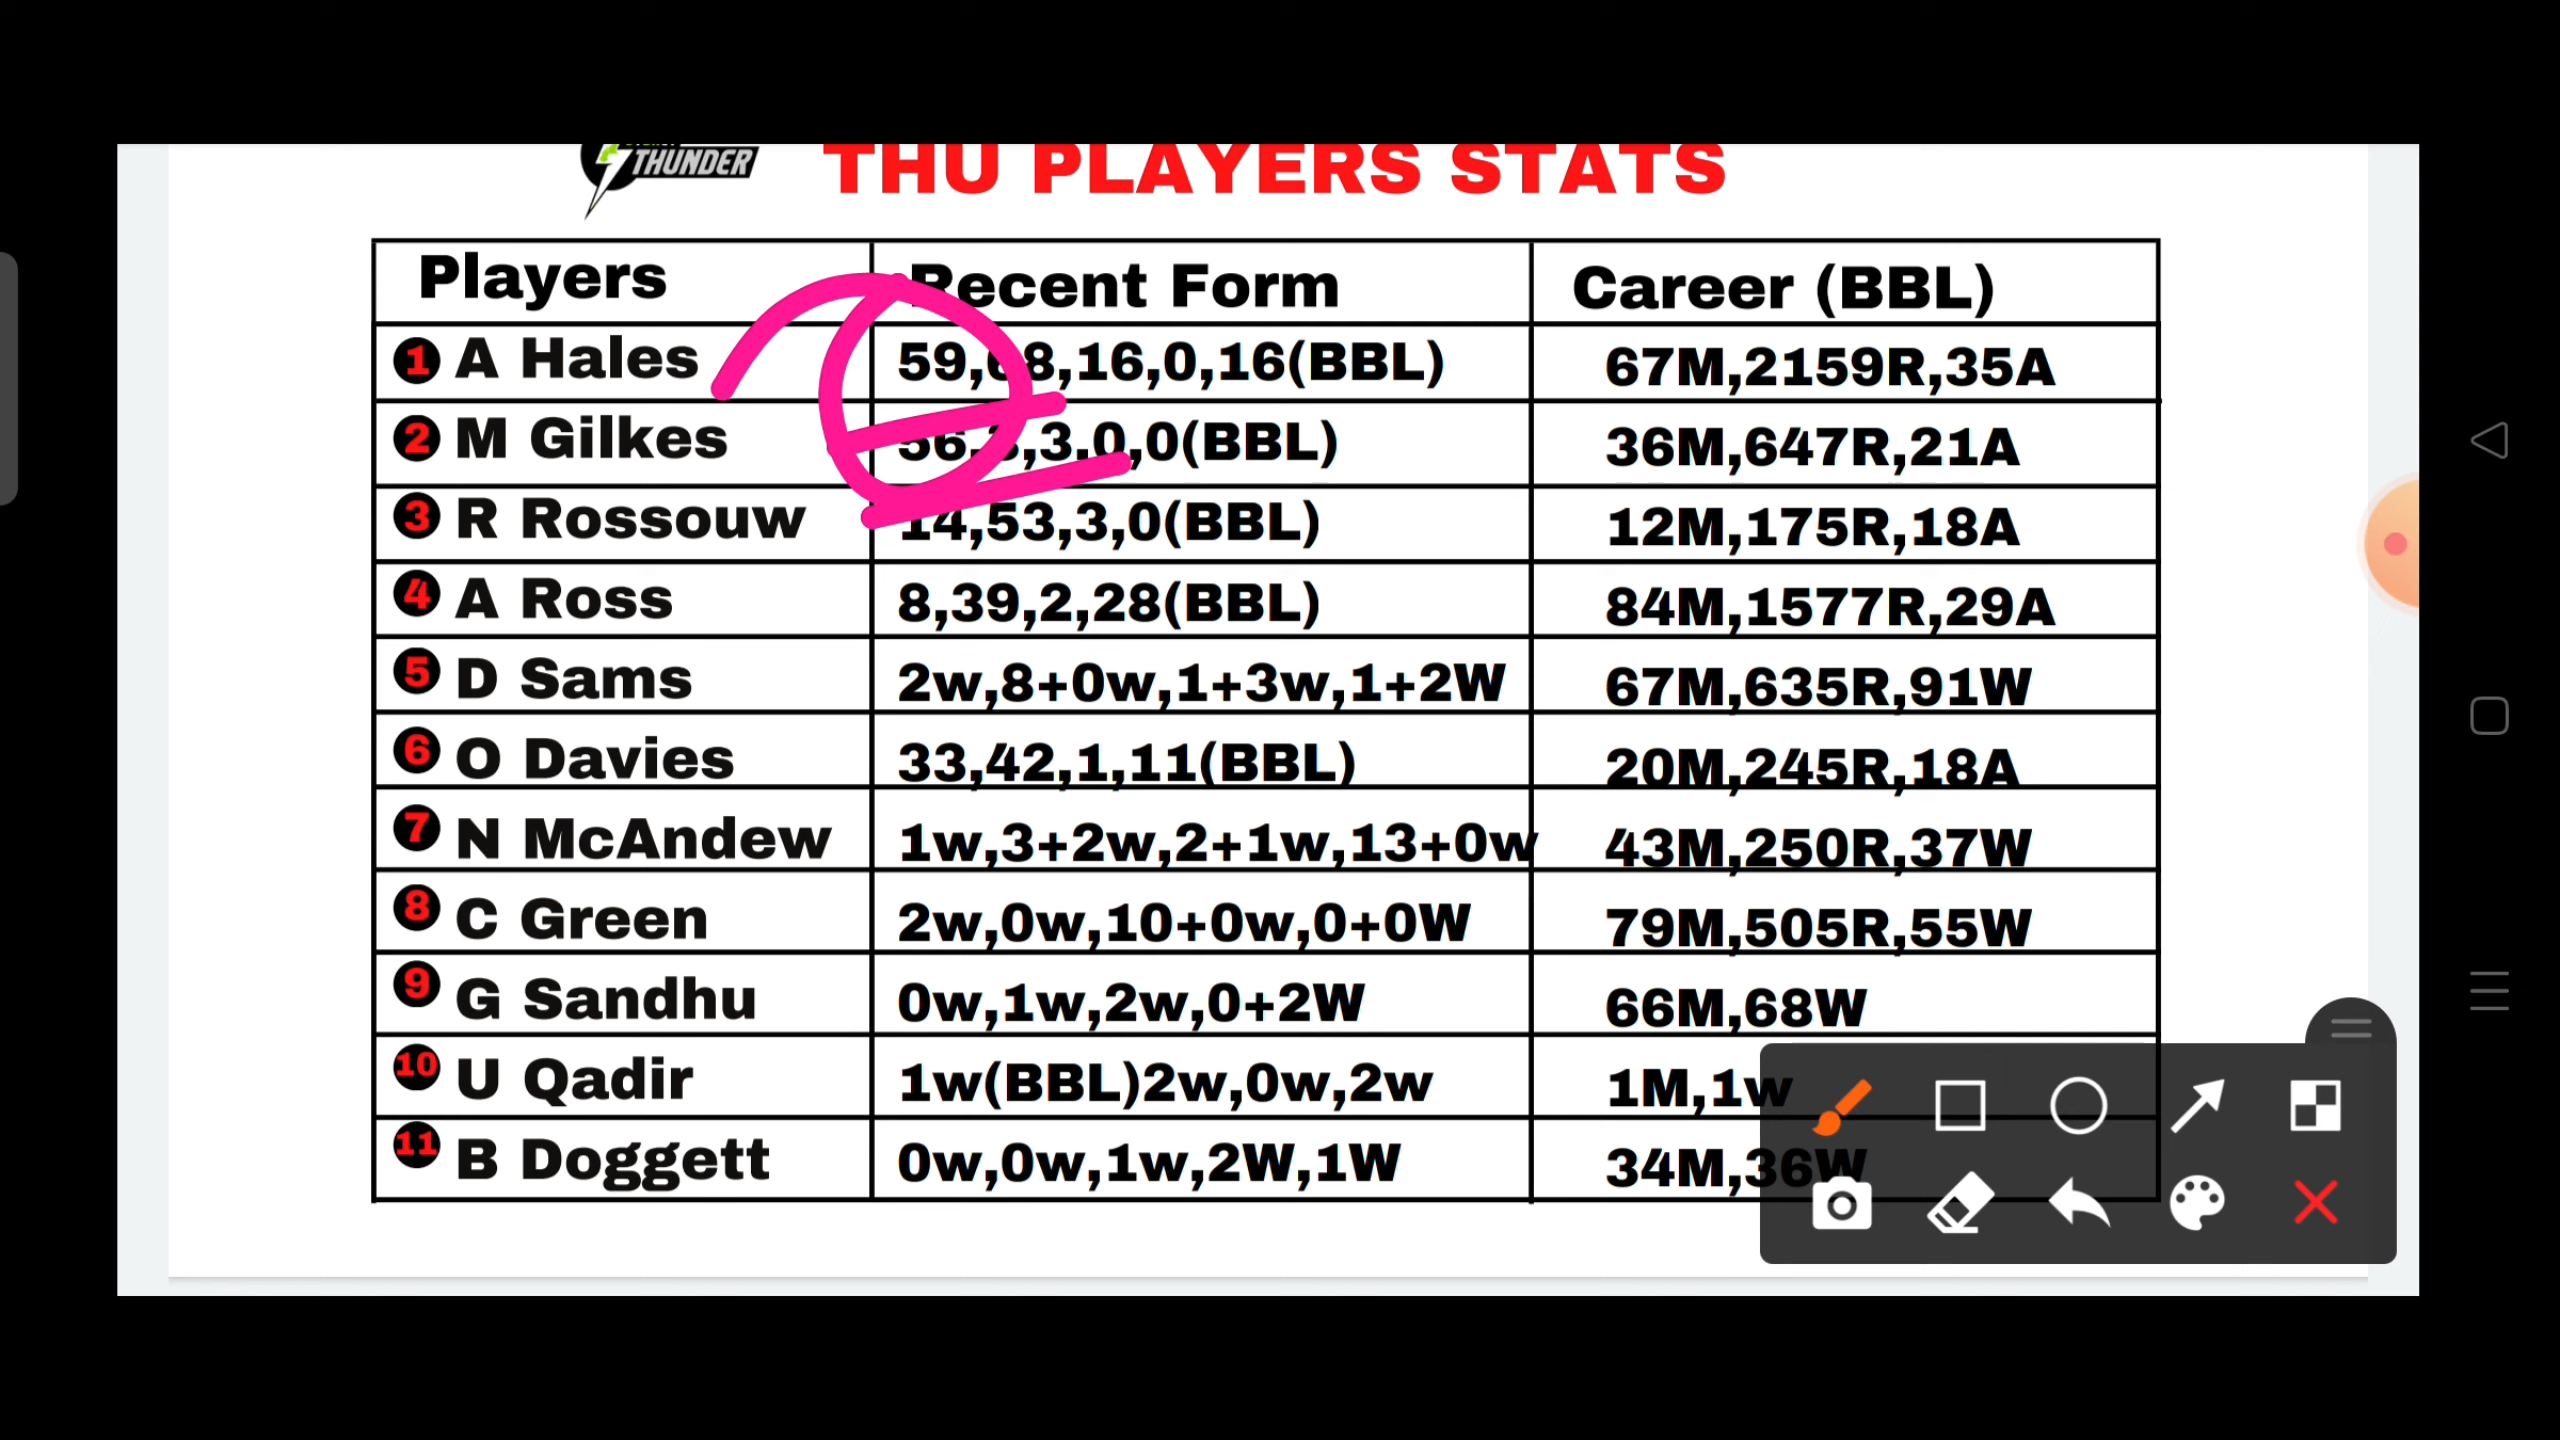 THUNDER THU PLAYERS STATS
Players Recent Form Career (BBL)
1 A Hales 59,68,16,0,16(BBL) 67M,2159R,35A
2 M Gilkes 56,3,3,0,0(BBL) 36M,647R,21A
3 R Rossouw 14,53,3,0(BBL) 12M,175R,18A
4 A Ross 8,39,2,28(BBL) 84M,1577R,29A
5 D Sams 2w,8+0w,1+3w,1+2W 67M,635R,91W
6 O Davies 33,42,1,11(BBL) 20M,245R,18A
7 N McAndew 1w,3+2w,2+1w,13+0w 43M,250R,37W
8 C Green 2w,0w,10+0w,0+0W 79M,505R,55W
9 G Sandhu 0w,1w,2w,0+2W 66M,68W
10 U Qadir 1w(BBL)2w,0w,2w 1M,1w
11 B Doggett 0w,0w,1w,2W,1W 34M,36W